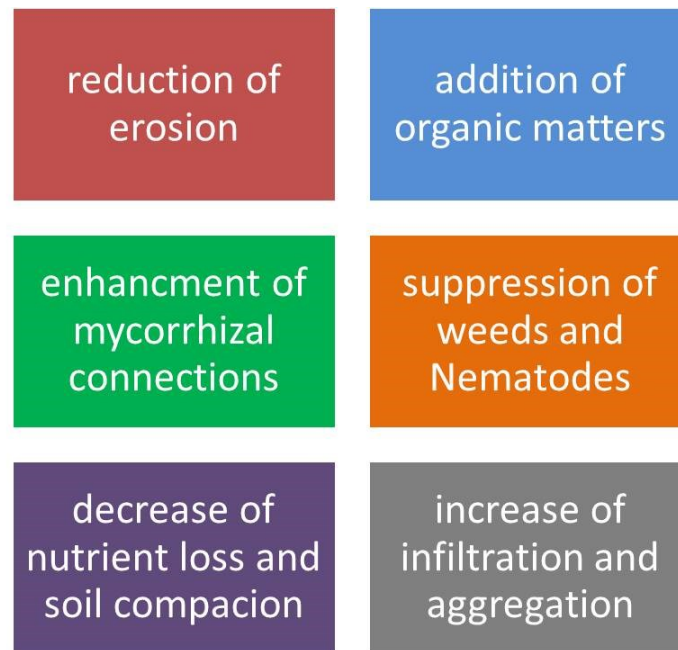 reduction of
erosion
addition of
organic matters
enhancment of
mycorrhizal
connections
suppression of
weeds and
Nematodes
decrease of
nutrient loss and
soil compacion
increase of
infiltration and
aggregation